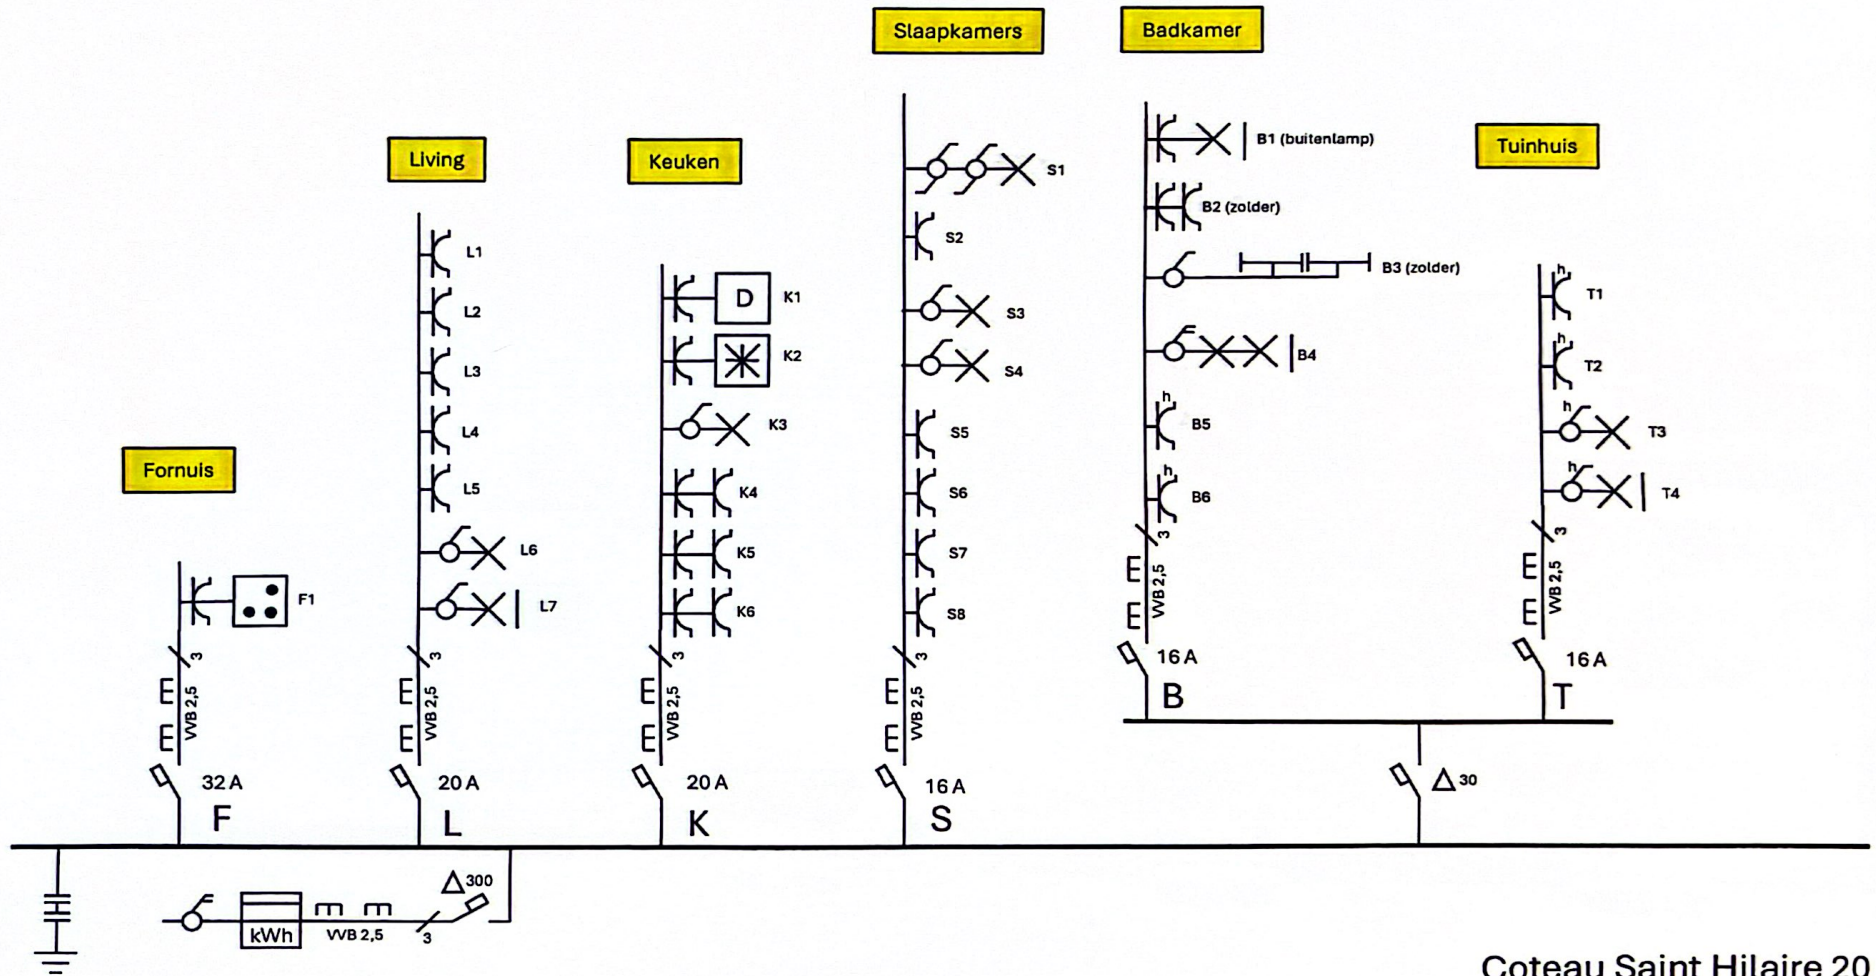 Slaapkamers
Badkamer
Living
Keuken
Tuinhuis
Fornuis
F1
3
VVB 2,5
32 A
F
L1
L2
L3
L4
L5
L6
L7
3
VVB 2,5
20 A
L
D
K1
K2
K3
K4
K5
K6
3
VVB 2,5
20 A
K
S1
S2
S3
S4
S5
S6
S7
S8
3
VVB 2,5
16 A
S
B1 (buitenlamp)
B2 (zolder)
B3 (zolder)
B4
h
B5
h
B6
3
VVB 2,5
16 A
B
h
T1
h
T2
h
T3
h
T4
3
VVB 2,5
16 A
T
Δ 30
Δ 300
kWh
VVB 2,5
3
Coteau Saint Hilaire 20